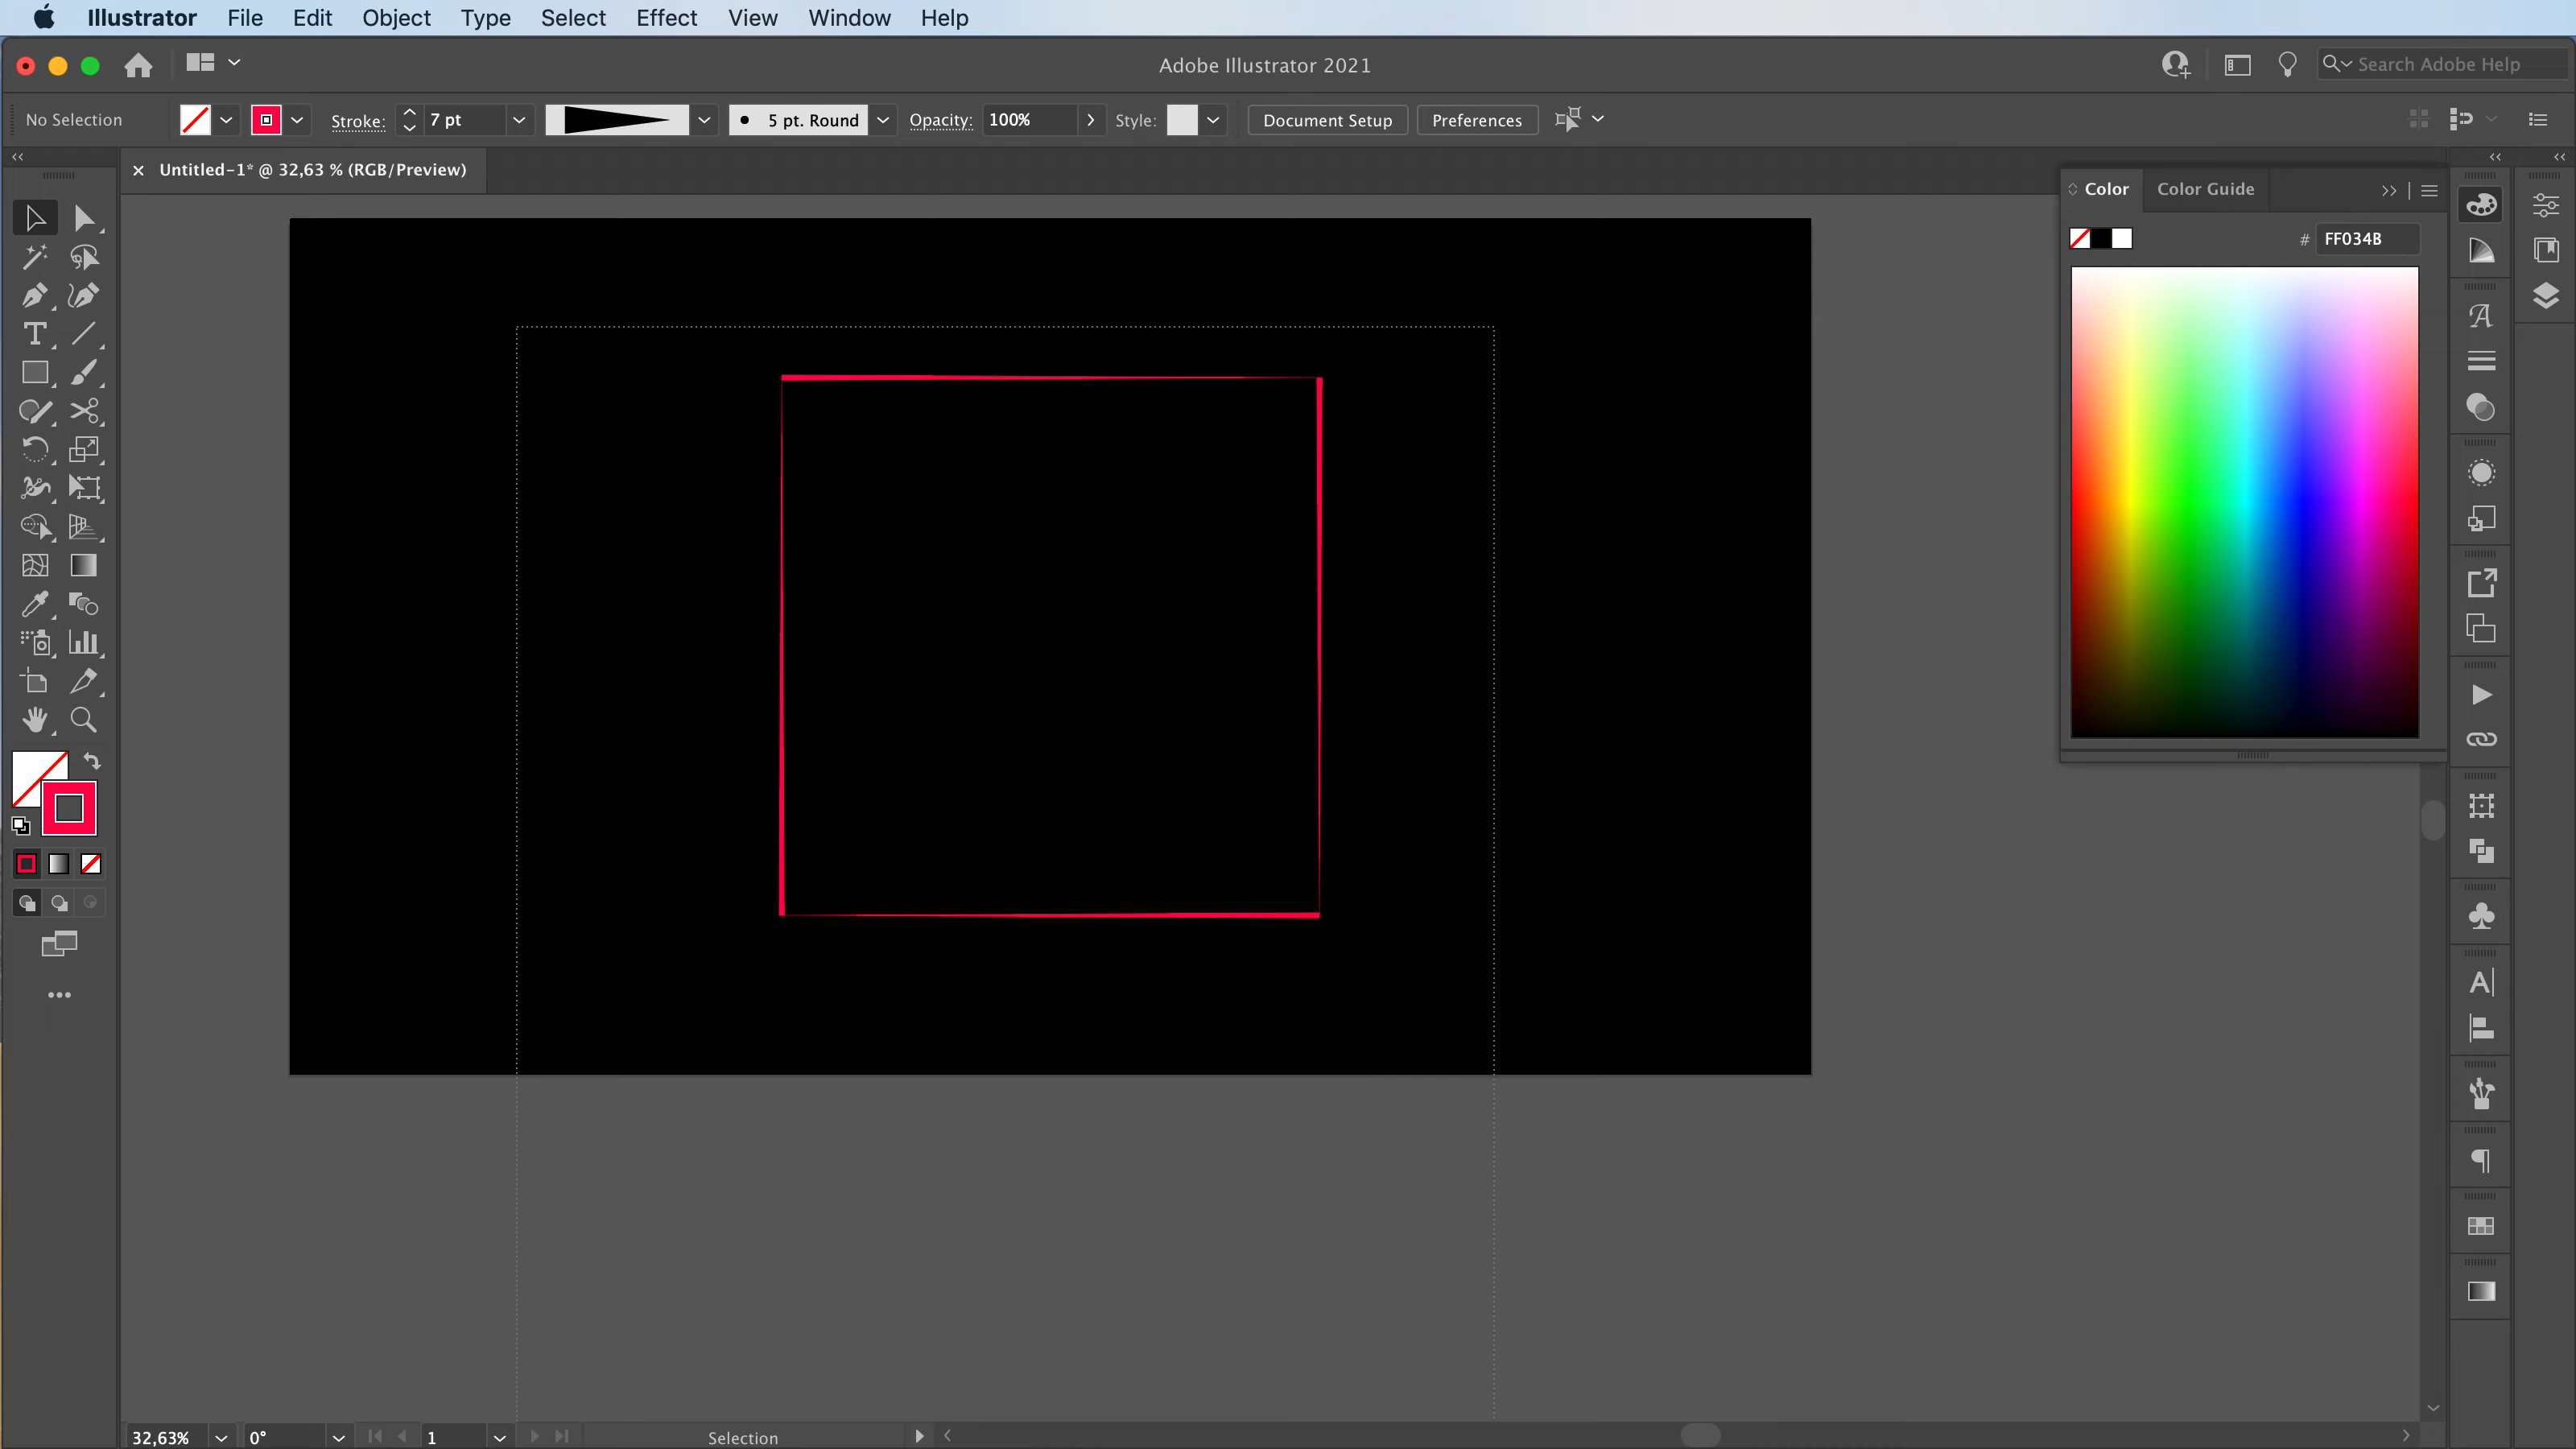 Illustrator File Edit Object Type Select Effect View Window Help
Adobe Illustrator 2021
Search Adobe Help
No Selection Stroke: 7 pt 5 pt. Round Opacity: 100% Style: Document Setup Preferences
Untitled-1* @ 32,63 % (RGB/Preview)
Color Color Guide
# FF034B
32,63% 0° 1 Selection